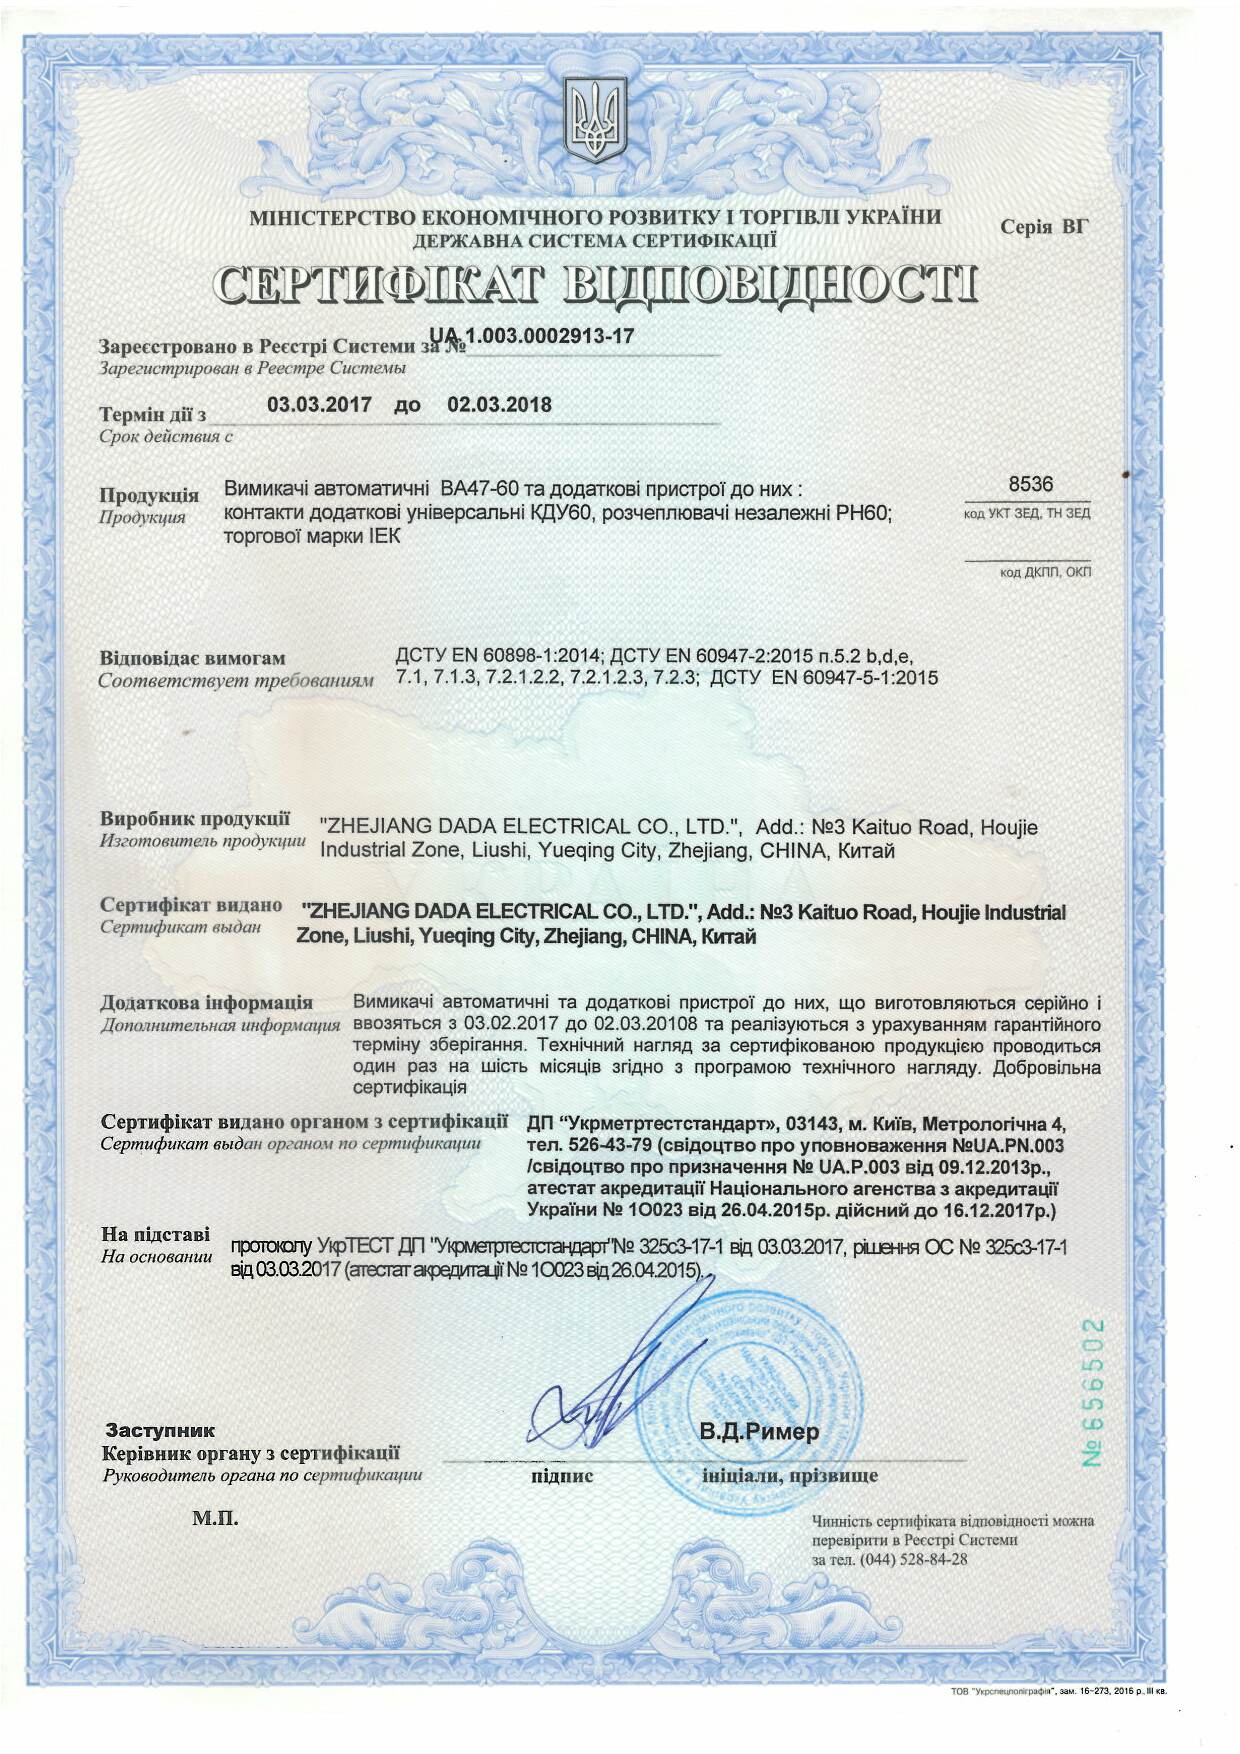 МІНІСТЕРСТВО ЕКОНОМІЧНОГО РОЗВИТКУ І ТОРГІВЛІ УКРАЇНИ
Серія ВГ
ДЕРЖАВНА СИСТЕМА СЕРТИФІКАЦІЇ
СЕРТИФІКАТ ВІДПОВІДНОСТІ
Зареєстровано в Реєстрі Системи за № UA.1.003.0002913-17
Зарегистрирован в Реестре Системы
Термін дії з 03.03.2017 до 02.03.2018
Срок действия с
Продукція
Продукция
Вимикачі автоматичні ВА47-60 та додаткові пристрої до них :
контакти додаткові універсальні КДУ60, розчеплювачі незалежні РН60;
торгової марки ІЕК
8536
код УКТ ЗЕД, ТН ЗЕД
код ДКПП, ОКП
Відповідає вимогам
Соответствует требованиям
ДСТУ EN 60898-1:2014; ДСТУ EN 60947-2:2015 п.5.2 b,d,e,
7.1, 7.1.3, 7.2.1.2.2, 7.2.1.2.3, 7.2.3; ДСТУ EN 60947-5-1:2015
Виробник продукції
Изготовитель продукции
"ZHEJIANG DADA ELECTRICAL CO., LTD.", Add.: №3 Kaituo Road, Houjie
Industrial Zone, Liushi, Yueqing City, Zhejiang, CHINA, Китай
УКРАЇНА
Сертифікат видано
Сертификат выдан
"ZHEJIANG DADA ELECTRICAL CO., LTD.", Add.: №3 Kaituo Road, Houjie Industrial
Zone, Liushi, Yueqing City, Zhejiang, CHINA, Китай
Додаткова інформація
Дополнительная информация
Вимикачі автоматичні та додаткові пристрої до них, що виготовляються серійно і
ввозяться з 03.02.2017 до 02.03.20108 та реалізуються з урахуванням гарантійного
терміну зберігання. Технічний нагляд за сертифікованою продукцією проводиться
один раз на шість місяців згідно з програмою технічного нагляду. Добровільна
сертифікація
Сертифікат видано органом з сертифікації
Сертификат выдан органом по сертификации
ДП “Укрметртестстандарт», 03143, м. Київ, Метрологічна 4,
тел. 526-43-79 (свідоцтво про уповноваження №UA.PN.003
/свідоцтво про призначення № UA.P.003 від 09.12.2013р.,
атестат акредитації Національного агенства з акредитації
України № 1О023 від 26.04.2015р. дійсний до 16.12.2017р.)
На підставі
На основании
протоколу УкрТЕСТ ДП "Укрметртестстандарт"№ 325с3-17-1 від 03.03.2017, рішення ОС № 325с3-17-1
від 03.03.2017 (атестат акредитації № 1О023 від 26.04.2015).
№ 656502
Заступник
Керівник органу з сертифікації
Руководитель органа по сертификации
В.Д.Ример
підпис
ініціали, прізвище
М.П.
Чинність сертифіката відповідності можна
перевірити в Реєстрі Системи
за тел. (044) 528-84-28
ТОВ "Укрспецполіграфія", зам. 16-273, 2016 р., ІІІ кв.